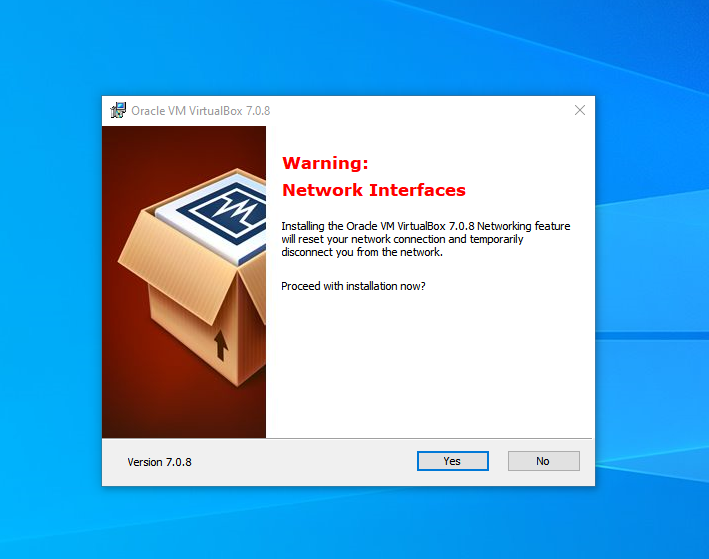 Oracle VM VirtualBox 7.0.8
Warning:
Network Interfaces
Installing the Oracle VM VirtualBox 7.0.8 Networking feature
will reset your network connection and temporarily
disconnect you from the network.
Proceed with installation now?
Version 7.0.8
Yes
No